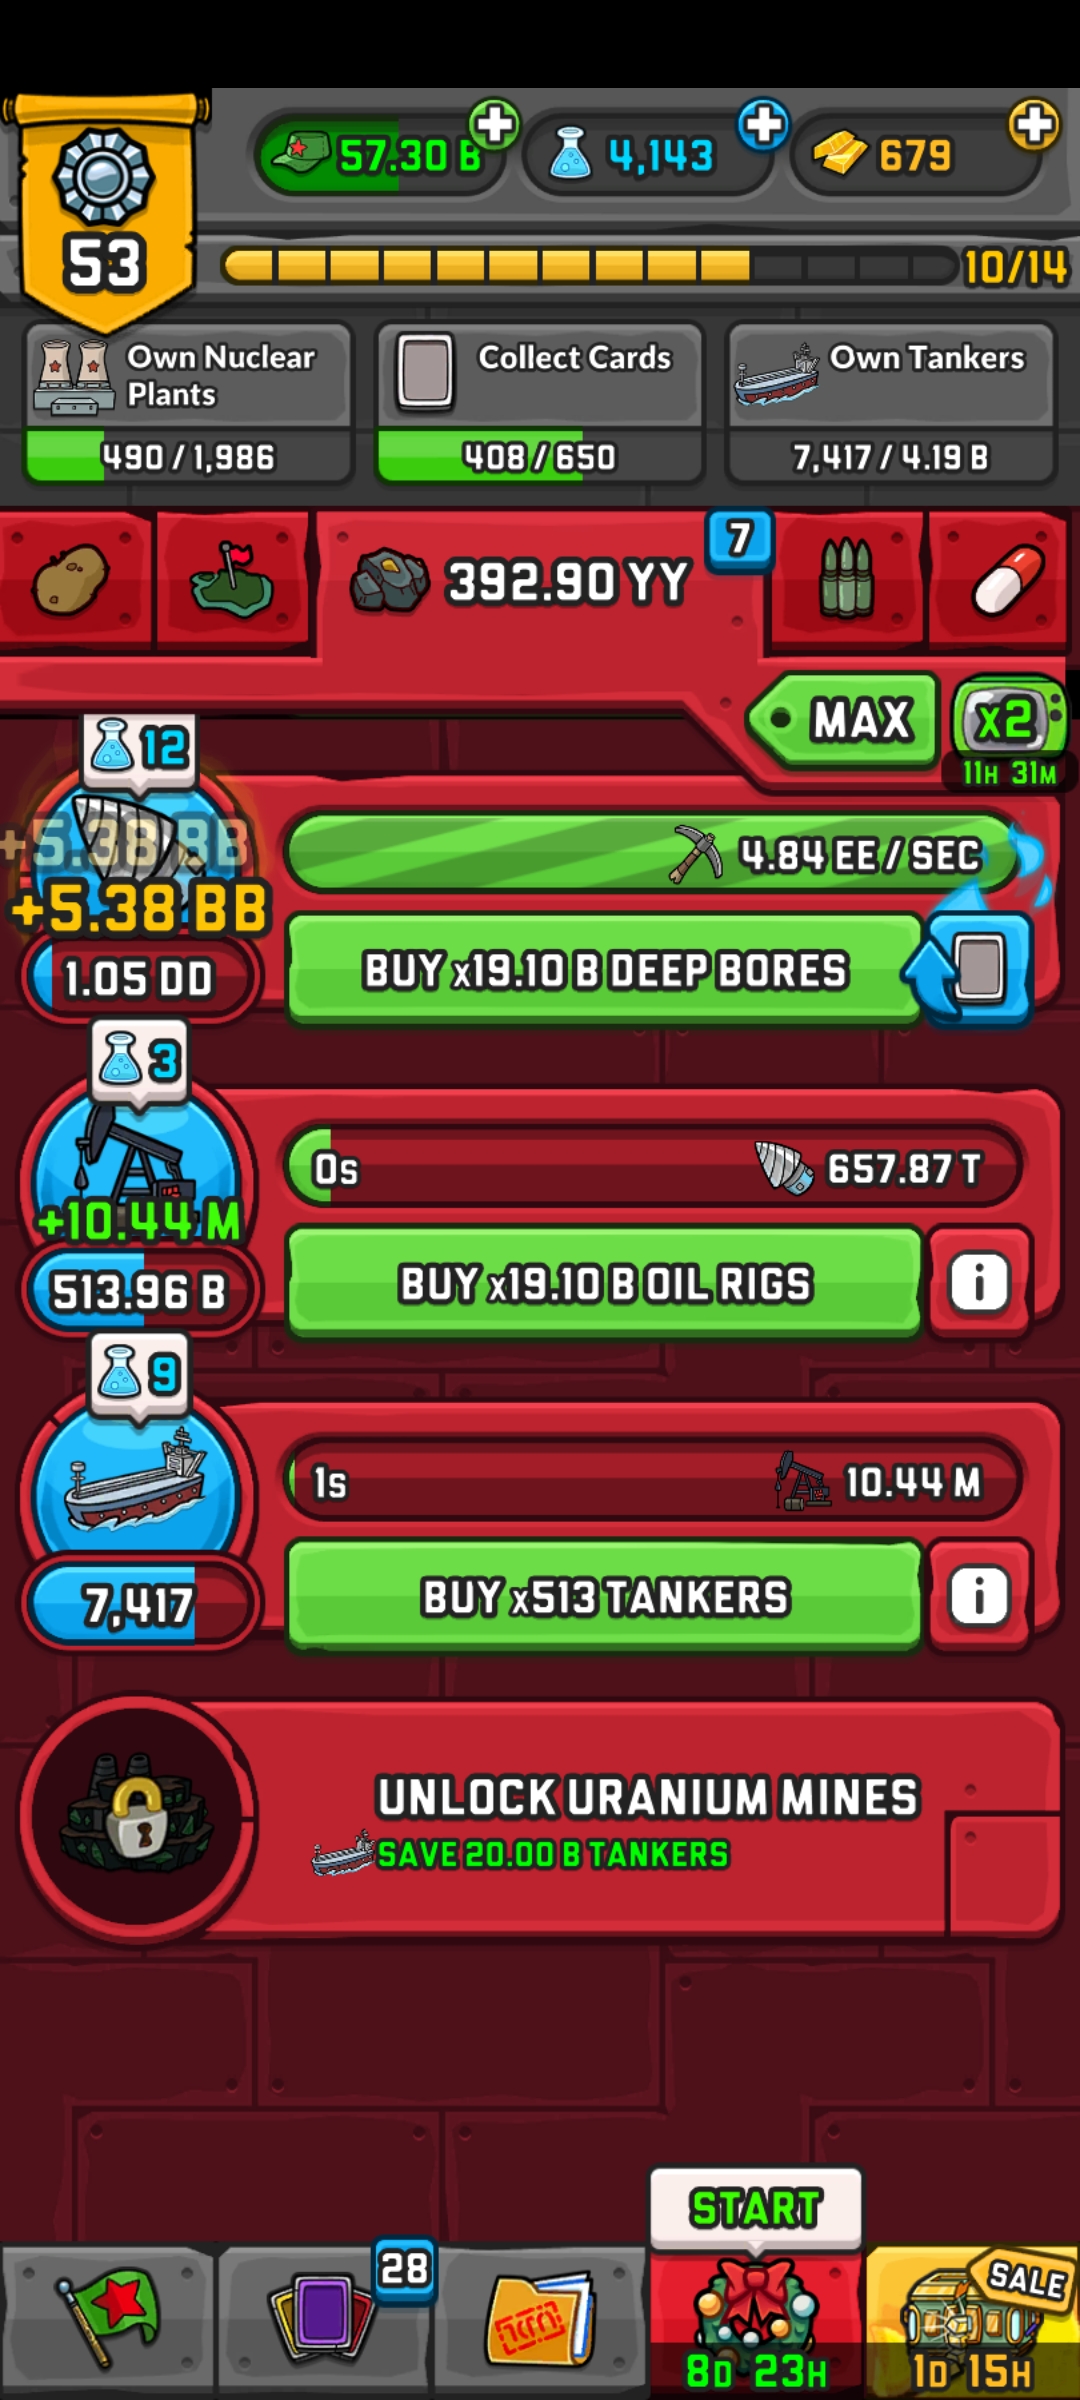 57.30 B
4,143
679
53
10/14
Own Nuclear
Plants
Collect Cards
Own Tankers
490 / 1,986
408 / 650
7,417 / 4.19 B
392.90 YY
7
MAX
x2
11H 31M
12
+5.38 BB
+5.38 BB
4.84 EE / SEC
1.05 DD
BUY x19.10 B DEEP BORES
3
0s
657.87 T
+10.44 M
513.96 B
BUY x19.10 B OIL RIGS
i
9
1s
10.44 M
7,417
BUY x513 TANKERS
i
UNLOCK URANIUM MINES
SAVE 20.00 B TANKERS
START
28
SALE
8D 23H
1D 15H